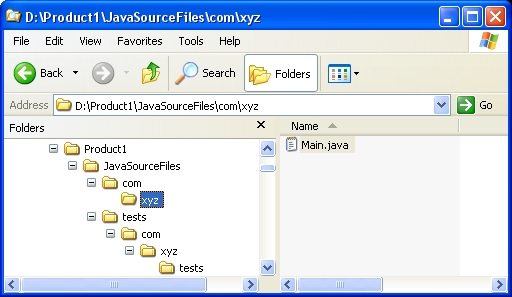 D:\Product1\JavaSourceFiles\com\xyz
File Edit View Favorites Tools Help
Back Search Folders
Address D:\Product1\JavaSourceFiles\com\xyz Go
Folders
Name
Product1
Main.java
JavaSourceFiles
com
xyz
tests
com
xyz
tests